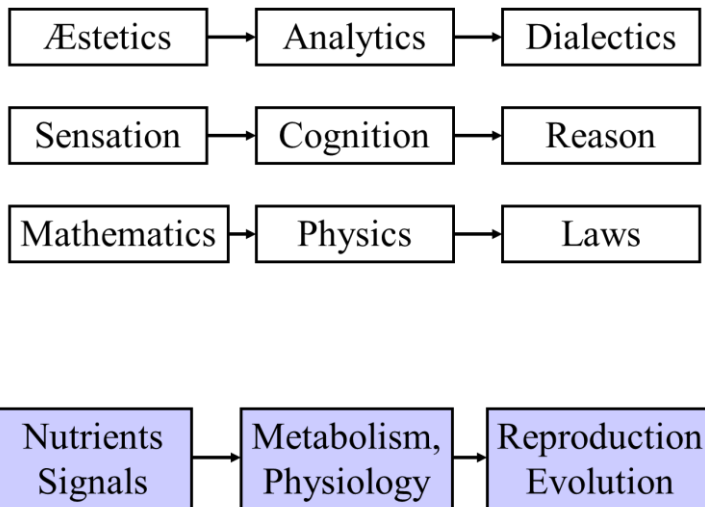 Æstetics
Analytics
Dialectics
Sensation
Cognition
Reason
Mathematics
Physics
Laws
Nutrients
Signals
Metabolism,
Physiology
Reproduction
Evolution